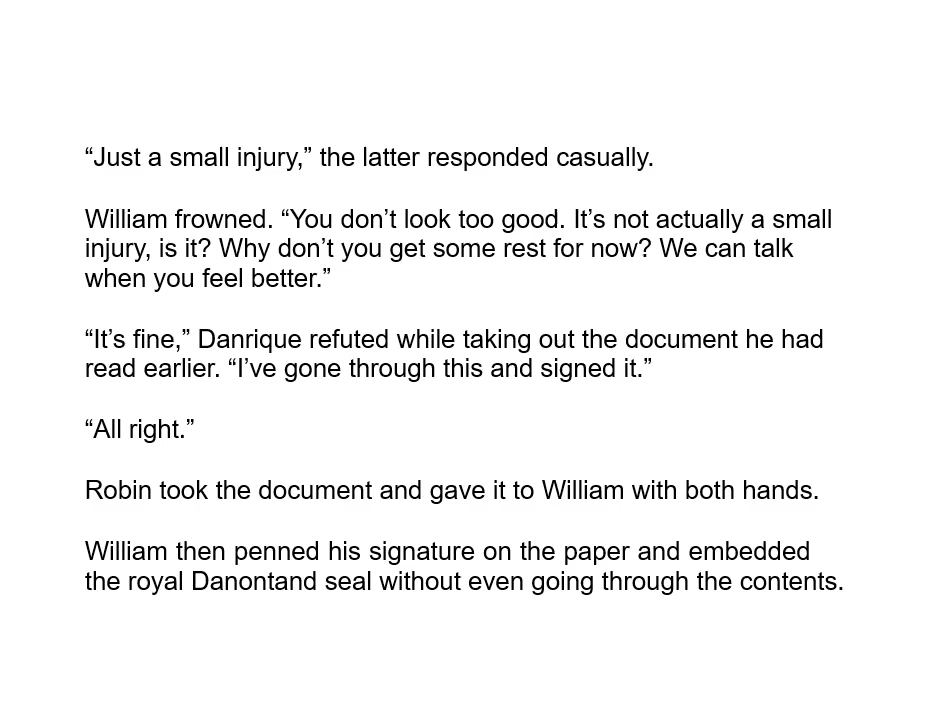 “Just a small injury,” the latter responded casually.
William frowned. “You don’t look too good. It’s not actually a small
injury, is it? Why don’t you get some rest for now? We can talk
when you feel better.”
“It’s fine,” Danrique refuted while taking out the document he had
read earlier. “I’ve gone through this and signed it.”
“All right.”
Robin took the document and gave it to William with both hands.
William then penned his signature on the paper and embedded
the royal Danontand seal without even going through the contents.